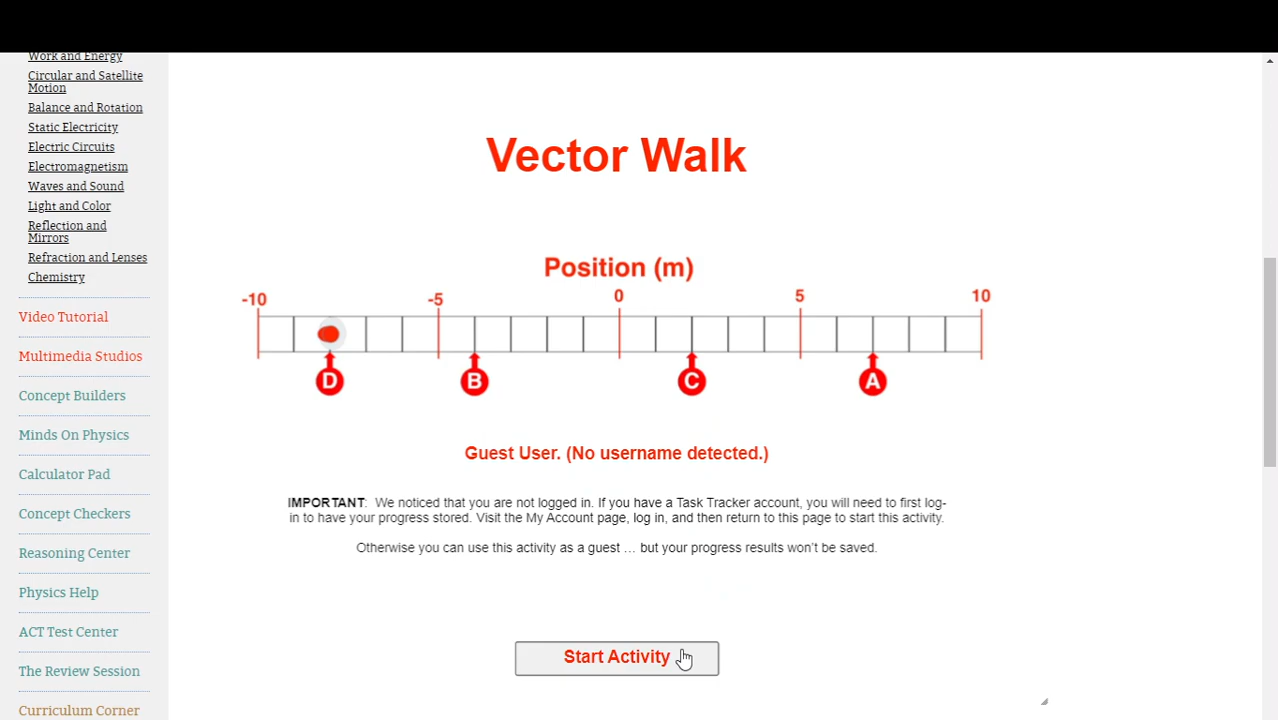 Work and Energy
Circular and Satellite
Motion
Balance and Rotation
Static Electricity
Electric Circuits
Electromagnetism
Waves and Sound
Light and Color
Reflection and
Mirrors
Refraction and Lenses
Chemistry
Video Tutorial
Multimedia Studios
Concept Builders
Minds On Physics
Calculator Pad
Concept Checkers
Reasoning Center
Physics Help
ACT Test Center
The Review Session
Curriculum Corner
Vector Walk
Position (m)
-10 -5 0 5 10
D B C A
Guest User. (No username detected.)
IMPORTANT: We noticed that you are not logged in. If you have a Task Tracker account, you will need to first log-
in to have your progress stored. Visit the My Account page, log in, and then return to this page to start this activity.
Otherwise you can use this activity as a guest … but your progress results won't be saved.
Start Activity